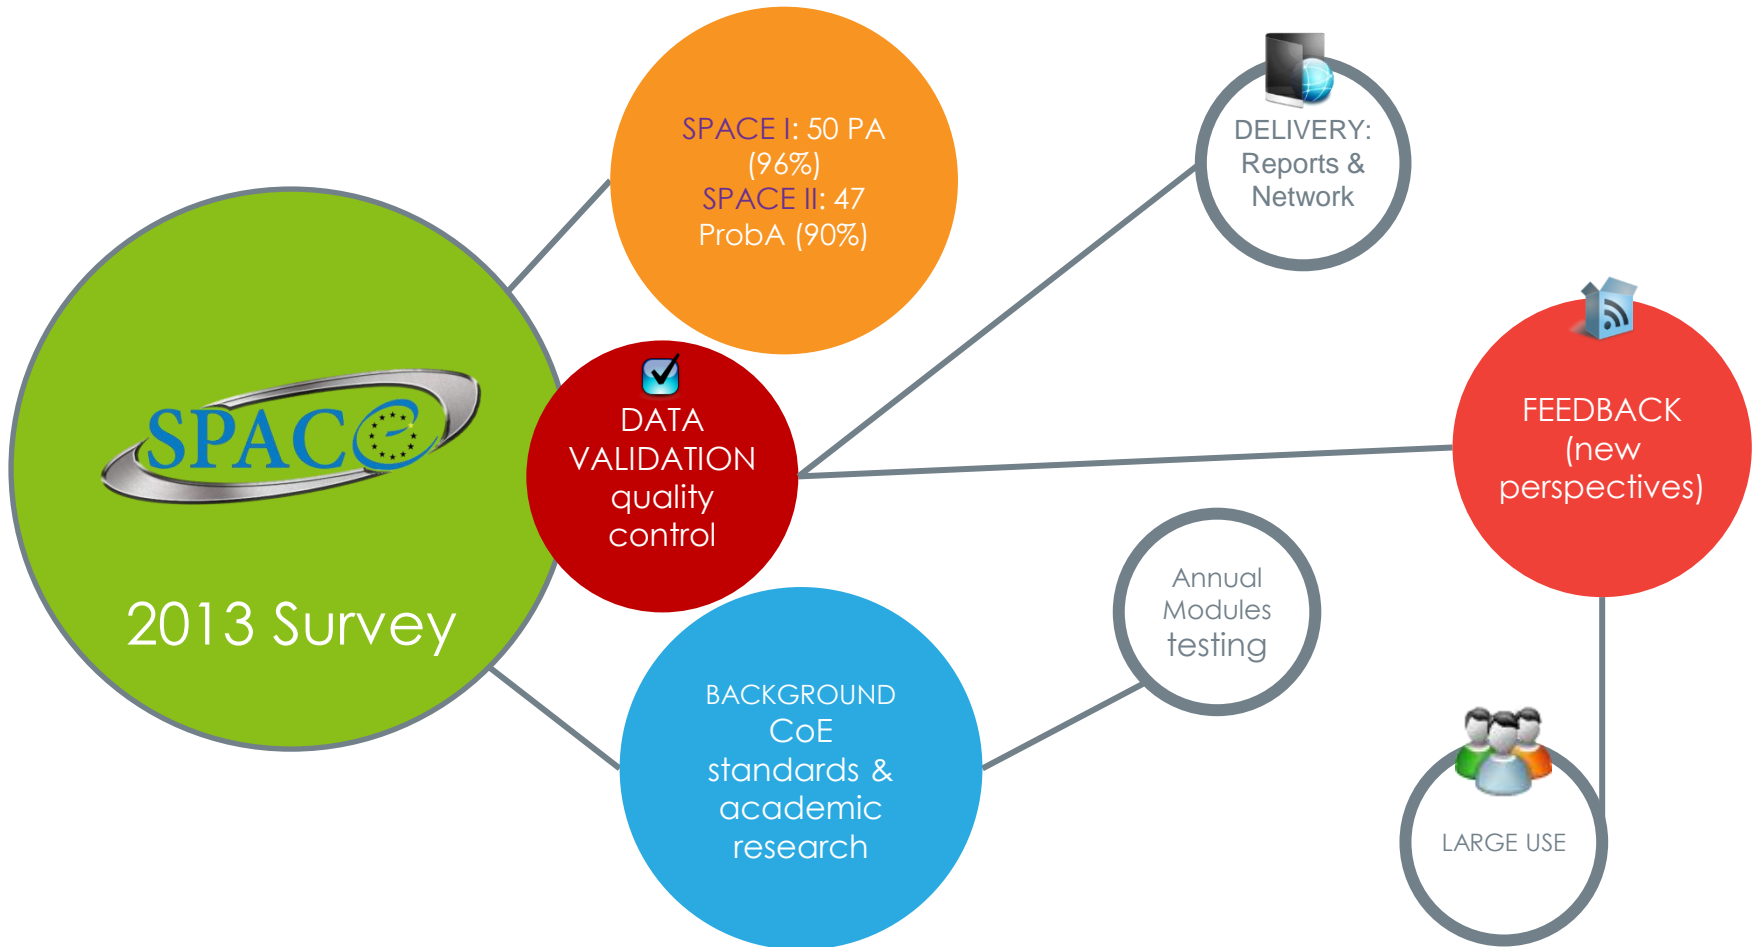 SPACE
2013 Survey
SPACE I: 50 PA
(96%)
SPACE II: 47
ProbA (90%)
DATA
VALIDATION
quality
control
BACKGROUND
CoE
standards &
academic
research
DELIVERY:
Reports &
Network
Annual
Modules
testing
FEEDBACK
(new
perspectives)
LARGE USE